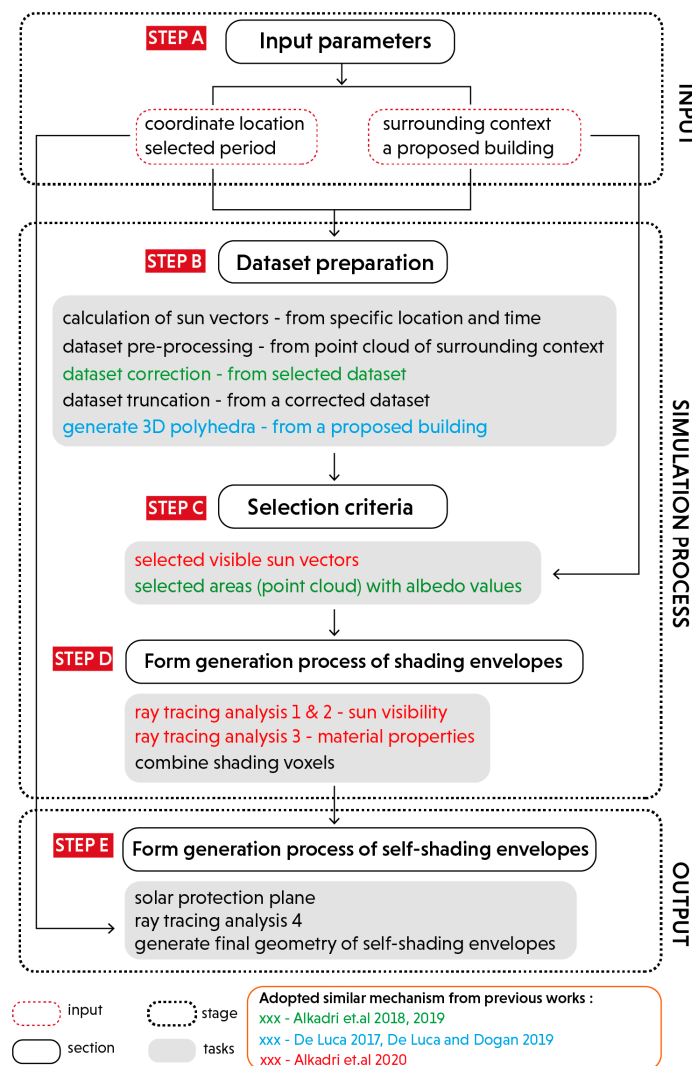 STEP A
Input parameters
INPUT
coordinate location
selected period
surrounding context
a proposed building
STEP B
Dataset preparation
SIMULATION PROCESS
calculation of sun vectors - from specific location and time
dataset pre-processing - from point cloud of surrounding context
dataset correction - from selected dataset
dataset truncation - from a corrected dataset
generate 3D polyhedra - from a proposed building
STEP C
Selection criteria
selected visible sun vectors
selected areas (point cloud) with albedo values
STEP D
Form generation process of shading envelopes
ray tracing analysis 1 & 2 - sun visibility
ray tracing analysis 3 - material properties
combine shading voxels
STEP E
Form generation process of self-shading envelopes
OUTPUT
solar protection plane
ray tracing analysis 4
generate final geometry of self-shading envelopes
input
stage
section
tasks
Adopted similar mechanism from previous works :
xxx - Alkadri et.al 2018, 2019
xxx - De Luca 2017, De Luca and Dogan 2019
xxx - Alkadri et.al 2020